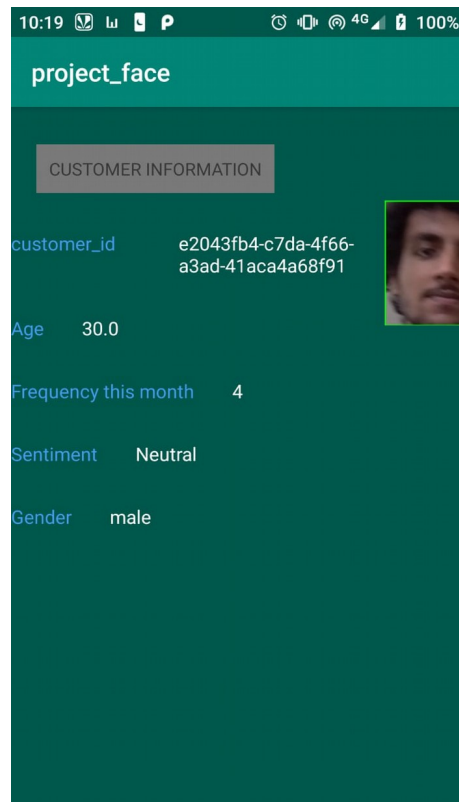 10:19 4G 100%
project_face
CUSTOMER INFORMATION
customer_id e2043fb4-c7da-4f66-
a3ad-41aca4a68f91
Age 30.0
Frequency this month 4
Sentiment Neutral
Gender male